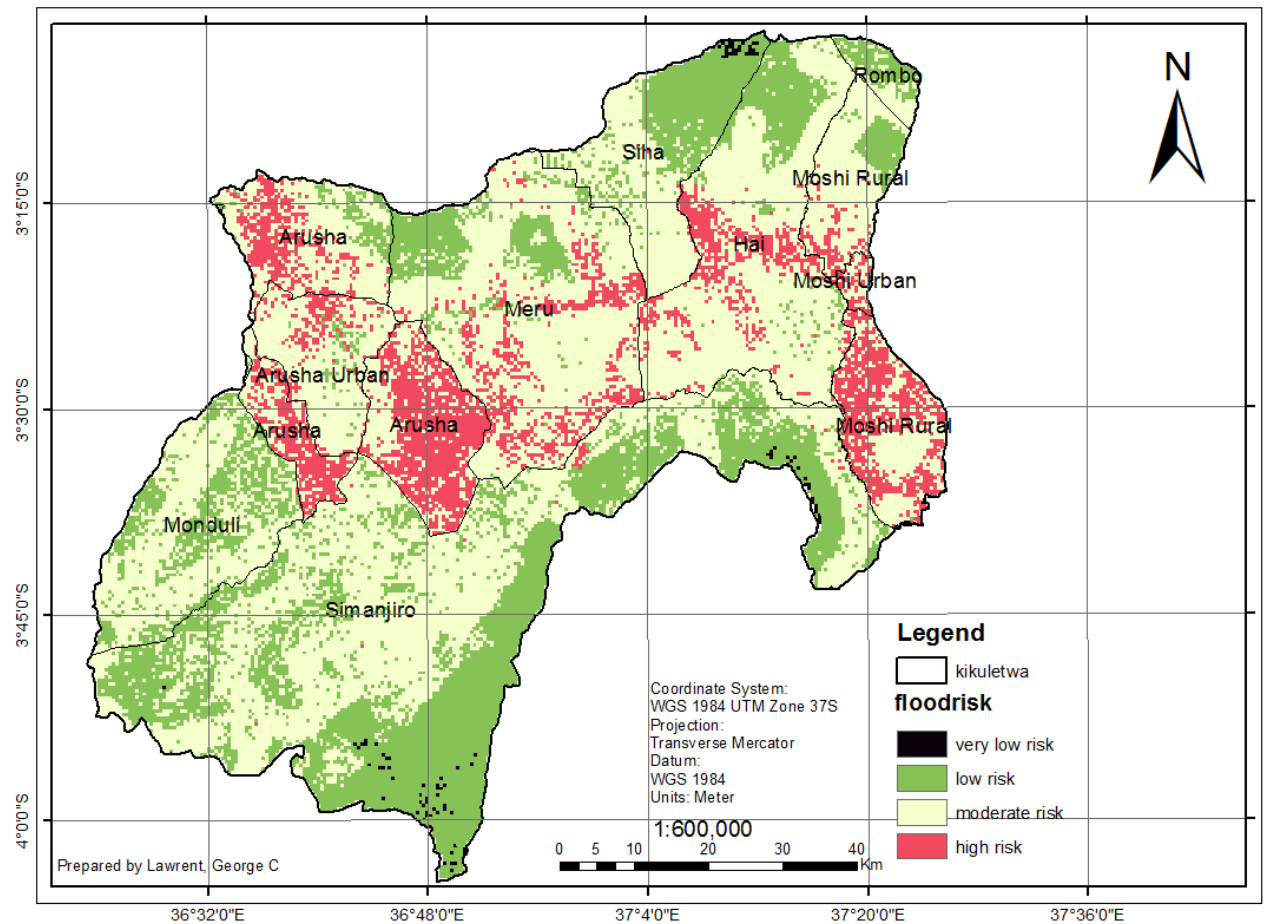 N
Rombo
Siha
Moshi Rural
Arusha
Hai
Moshi Urban
Meru
Arusha Urban
Arusha
Arusha
Moshi Rural
Monduli
Simanjiro
3°15'0"S
3°30'0"S
3°45'0"S
4°0'0"S
Legend
kikuletwa
floodrisk
very low risk
low risk
moderate risk
high risk
Coordinate System:
WGS 1984 UTM Zone 37S
Projection:
Transverse Mercator
Datum:
WGS 1984
Units: Meter
1:600,000
0 5 10 20 30 40
Km
Prepared by Lawrent, George C
36°32'0"E 36°48'0"E 37°4'0"E 37°20'0"E 37°36'0"E